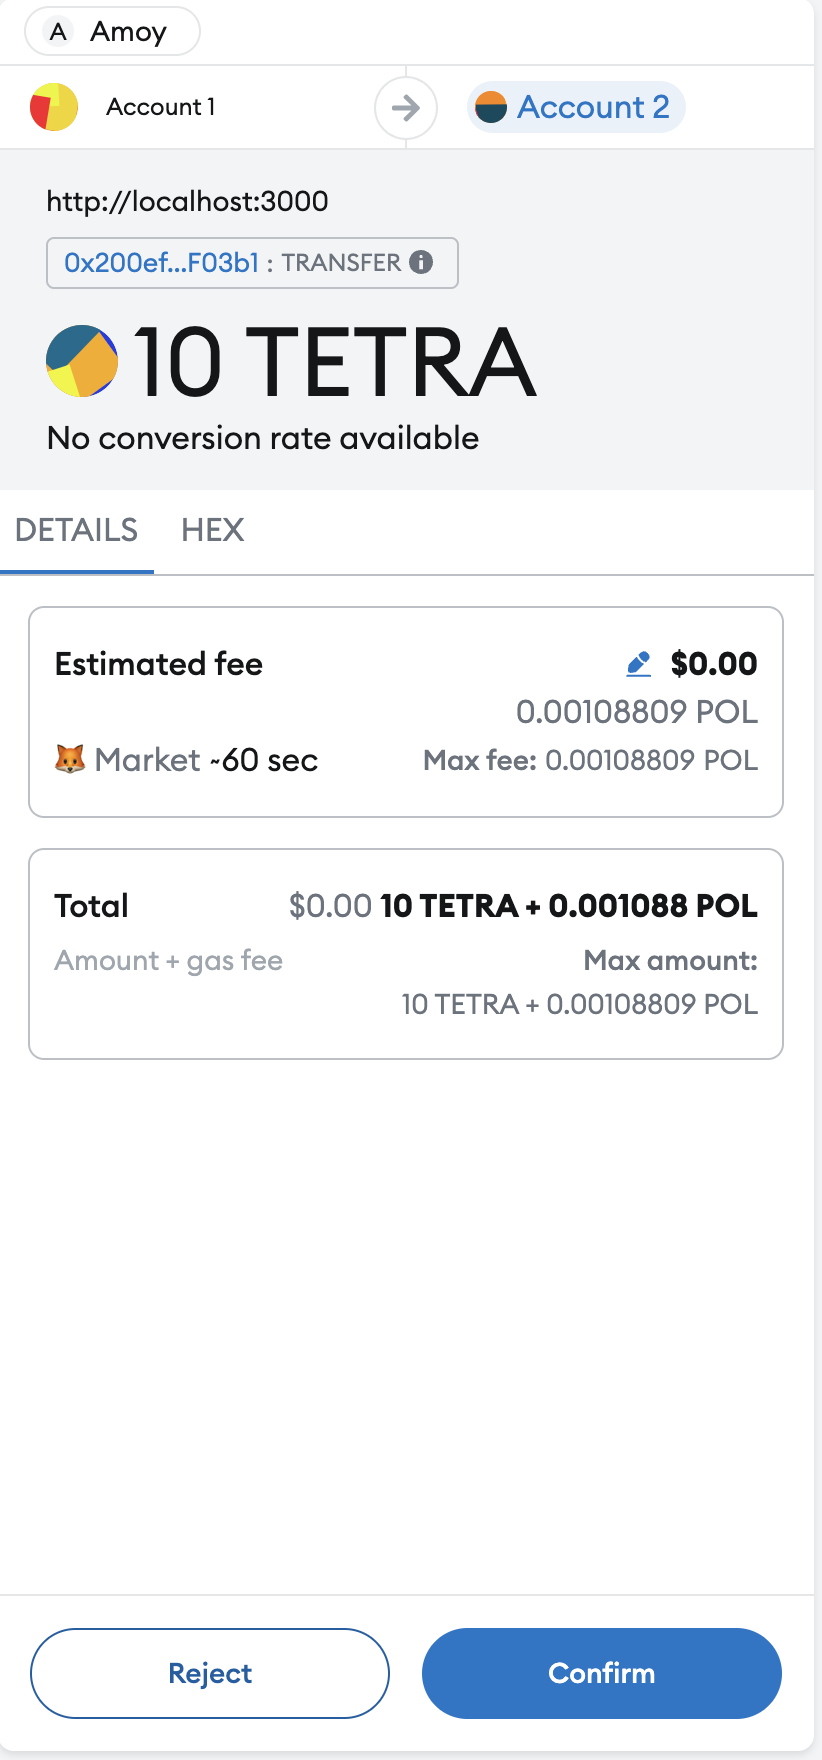 A Amoy
Account 1
Account 2
http://localhost:3000
0x200ef...F03b1 : TRANSFER
10 TETRA
No conversion rate available
DETAILS HEX
Estimated fee $0.00
0.00108809 POL
Market ~60 sec Max fee: 0.00108809 POL
Total $0.00 10 TETRA + 0.001088 POL
Amount + gas fee Max amount:
10 TETRA + 0.00108809 POL
Reject Confirm